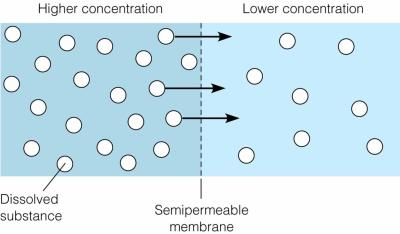 Higher concentration
Lower concentration
Dissolved
substance
Semipermeable
membrane